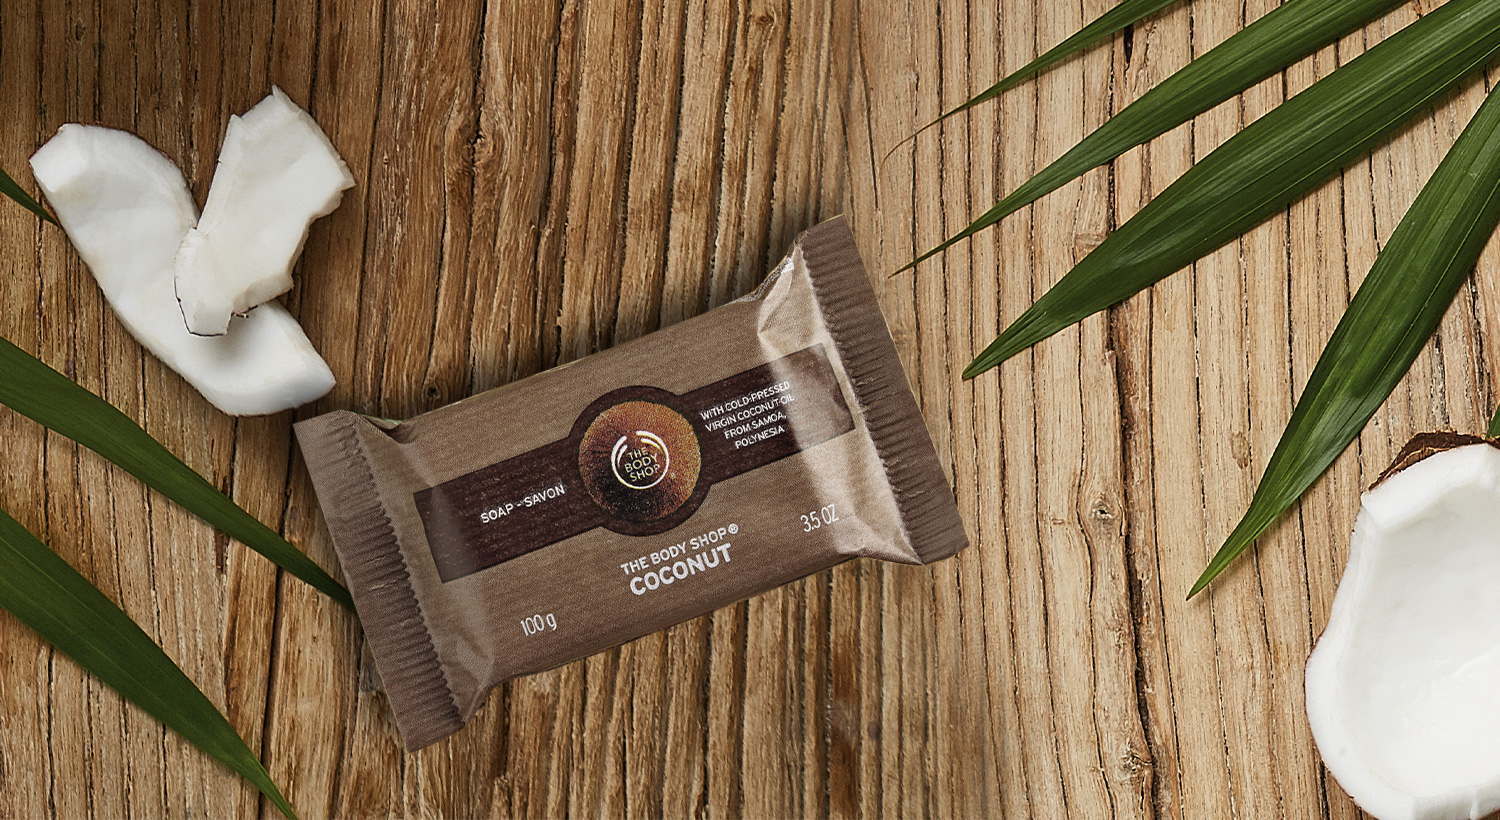 SOAP - SAVON
THE
BODY
SHOP
WITH COLD-PRESSED
VIRGIN COCONUT OIL
FROM SAMOA,
POLYNESIA
THE BODY SHOP®
COCONUT
3.5 OZ
100 g